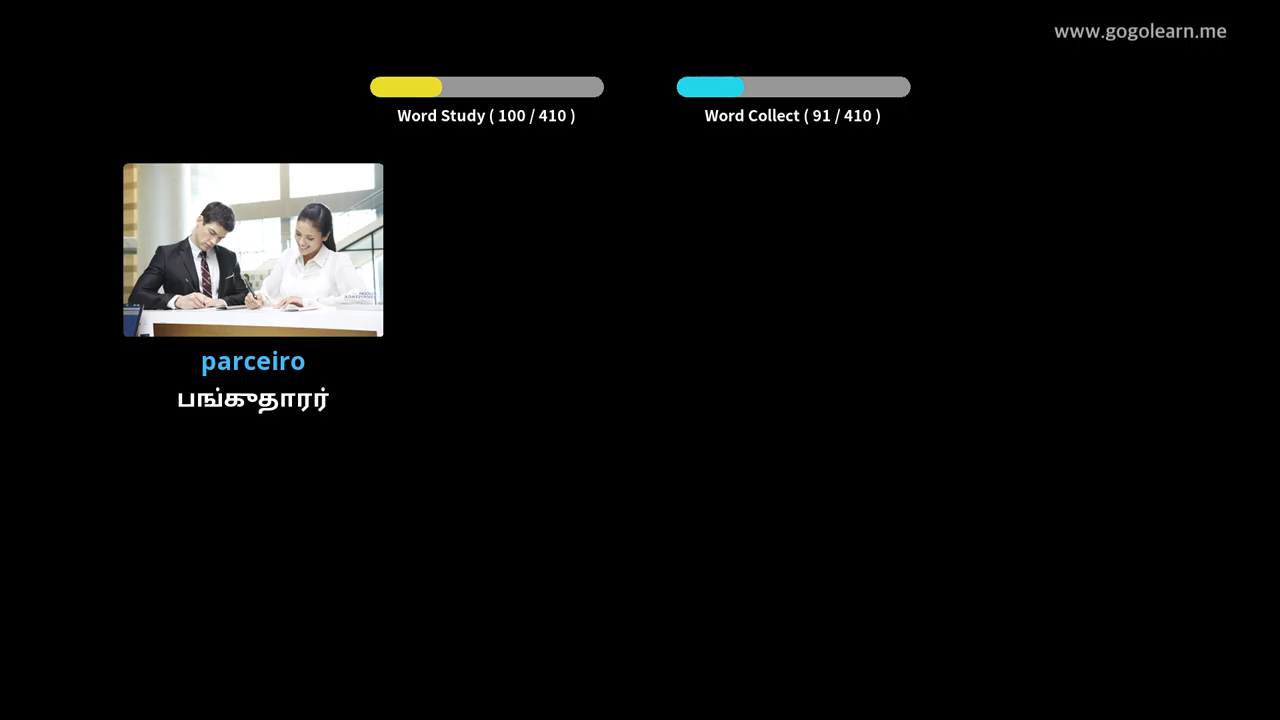 www.gogolearn.me
Word Study ( 100 / 410 )
Word Collect ( 91 / 410 )
parceiro
பங்குதாரர்